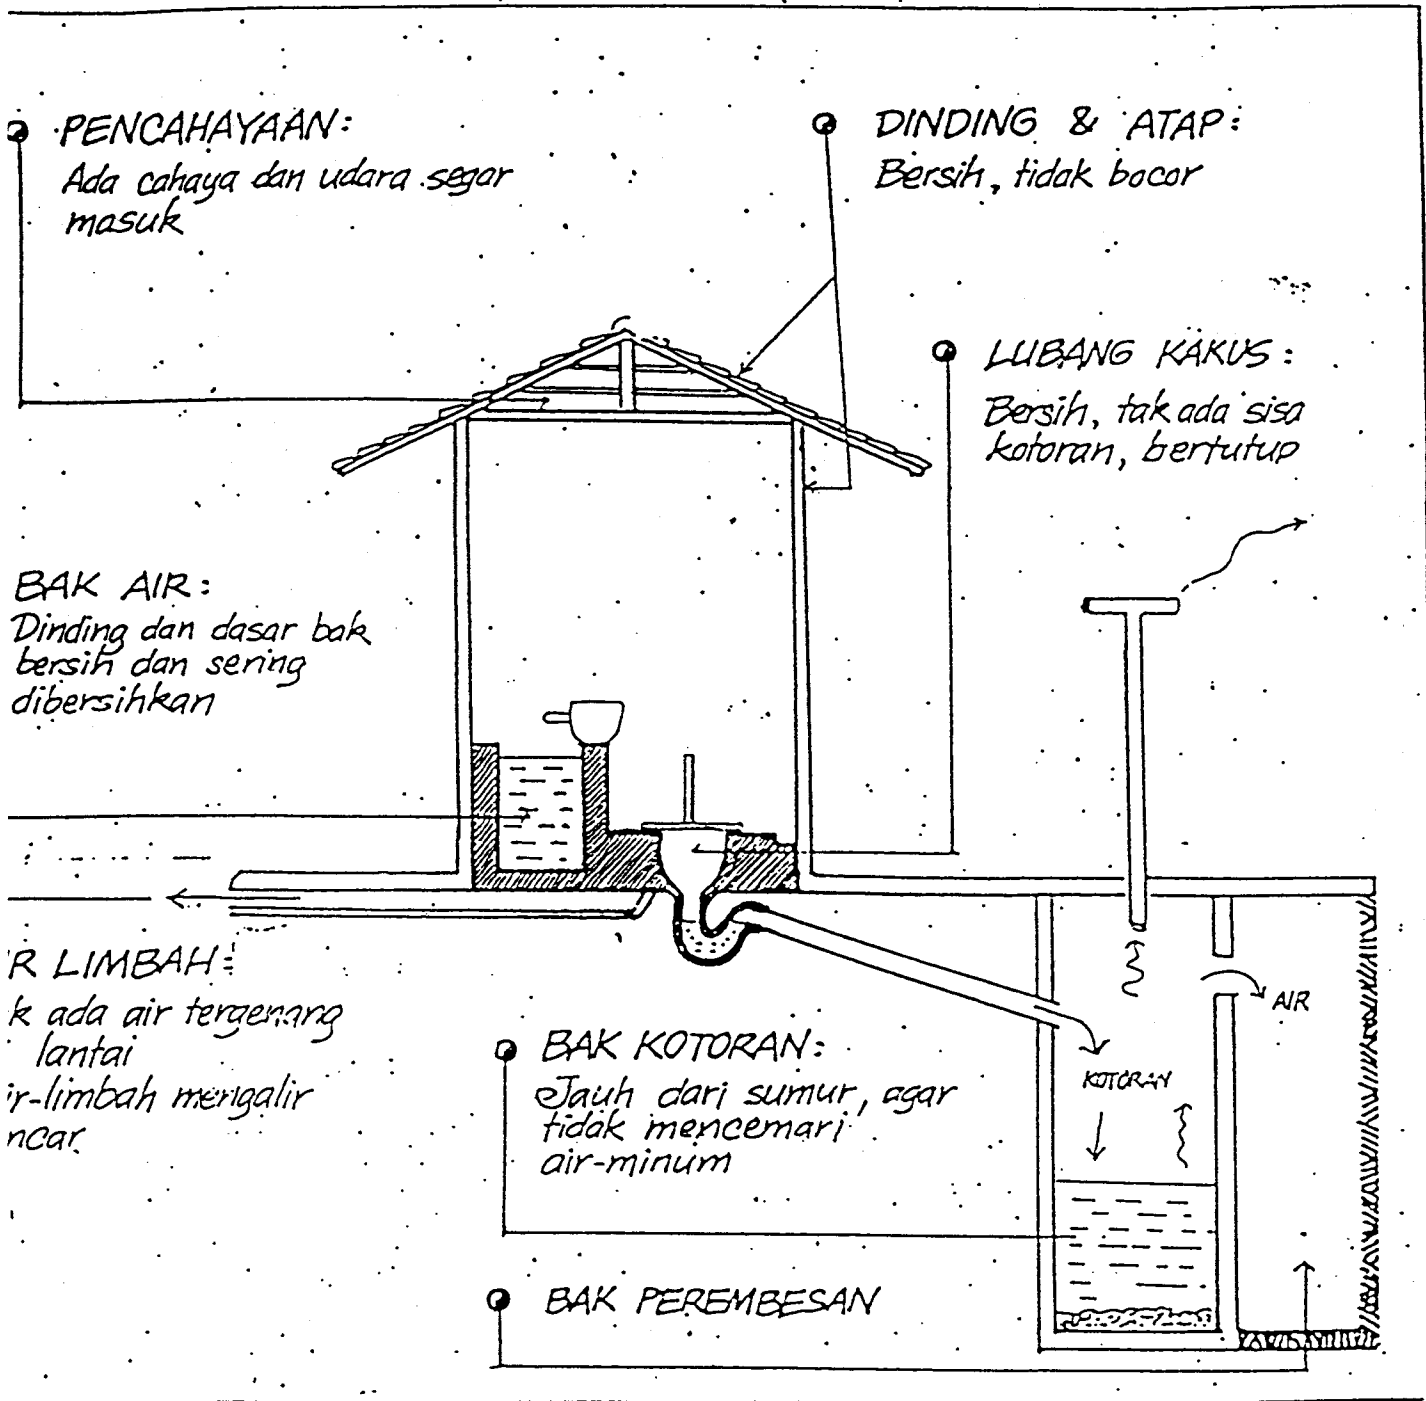 PENCAHAYAAN:
Ada cahaya dan udara segar
masuk
DINDING & ATAP:
Bersih, tidak bocor
LUBANG KAKUS:
Bersih, tak ada sisa
kotoran, bertutup
BAK AIR:
Dinding dan dasar bak
bersih dan sering
dibersihkan
R LIMBAH:
k ada air tergenang
lantai
ir-limbah mengalir
ncar.
AIR
KOTORAN
BAK KOTORAN:
Jauh dari sumur, agar
tidak mencemari
air-minum
BAK PEREMBESAN